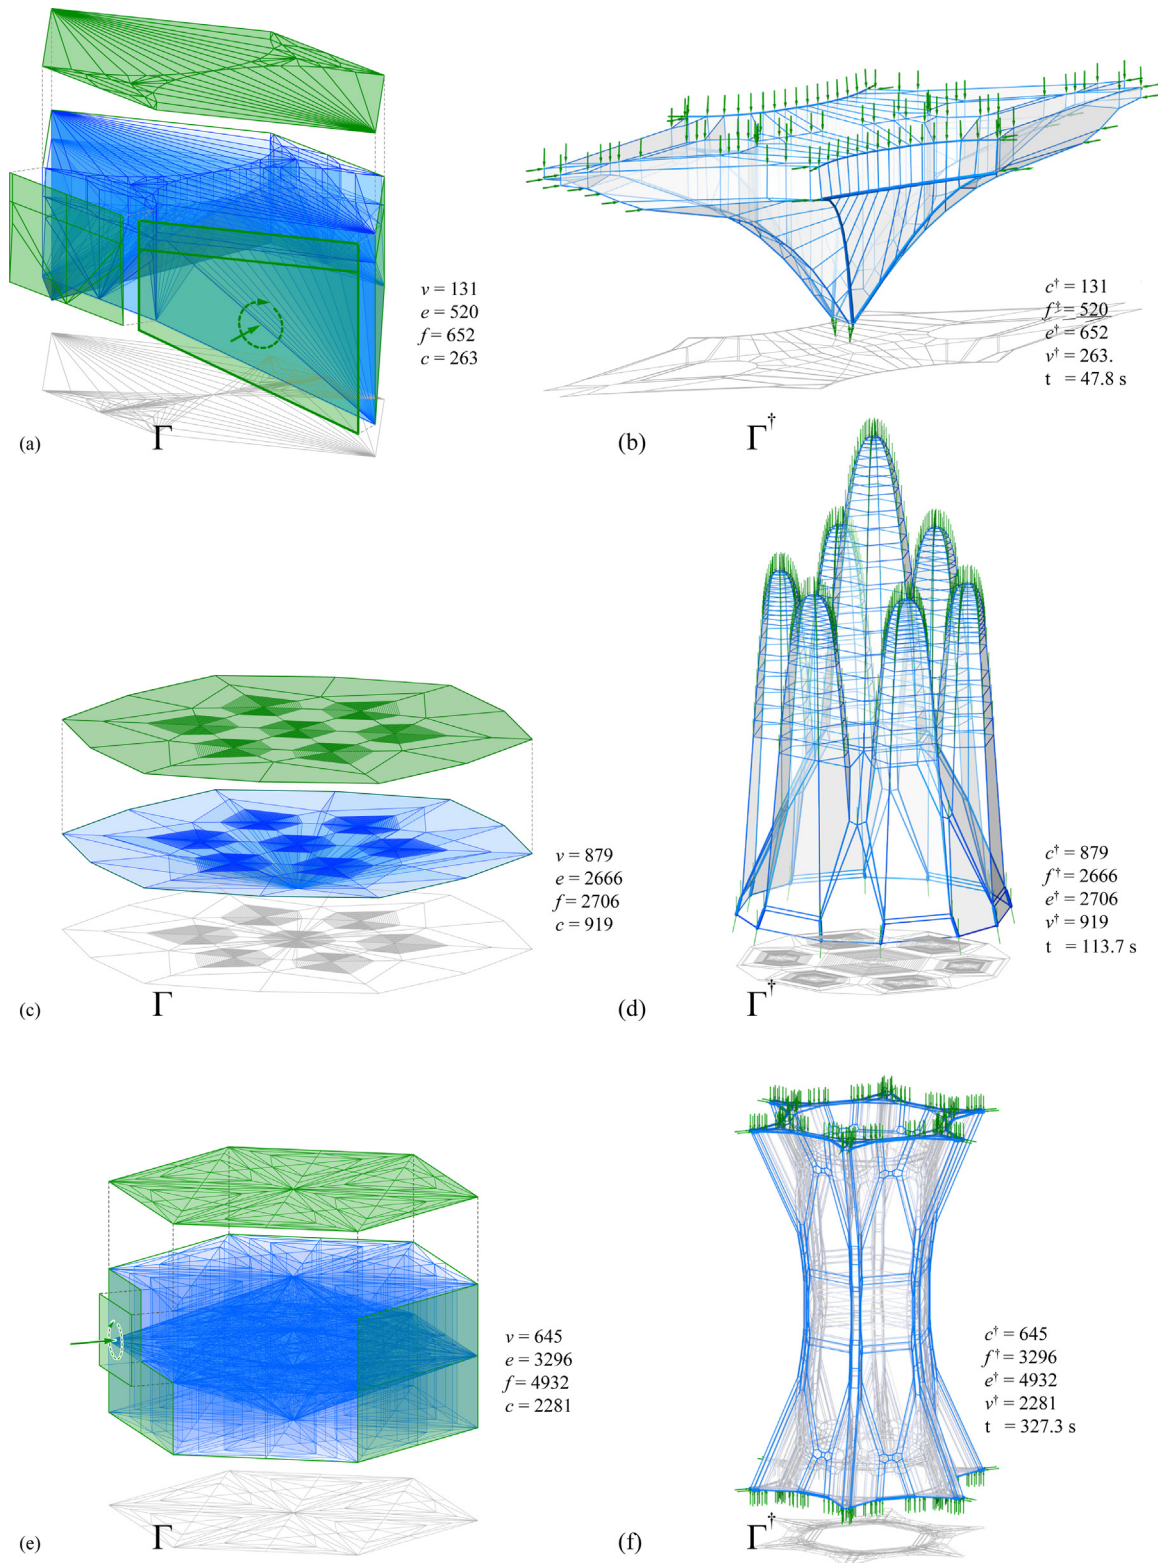 v = 131
e = 520
f = 652
c = 263
(a)
Γ
c† = 131
f† = 520
e† = 652
v† = 263.
t = 47.8 s
(b)
Γ†
v = 879
e = 2666
f = 2706
c = 919
(c)
Γ
c† = 879
f† = 2666
e† = 2706
v† = 919
t = 113.7 s
(d)
Γ†
v = 645
e = 3296
f = 4932
c = 2281
(e)
Γ
c† = 645
f† = 3296
e† = 4932
v† = 2281
t = 327.3 s
(f)
Γ†